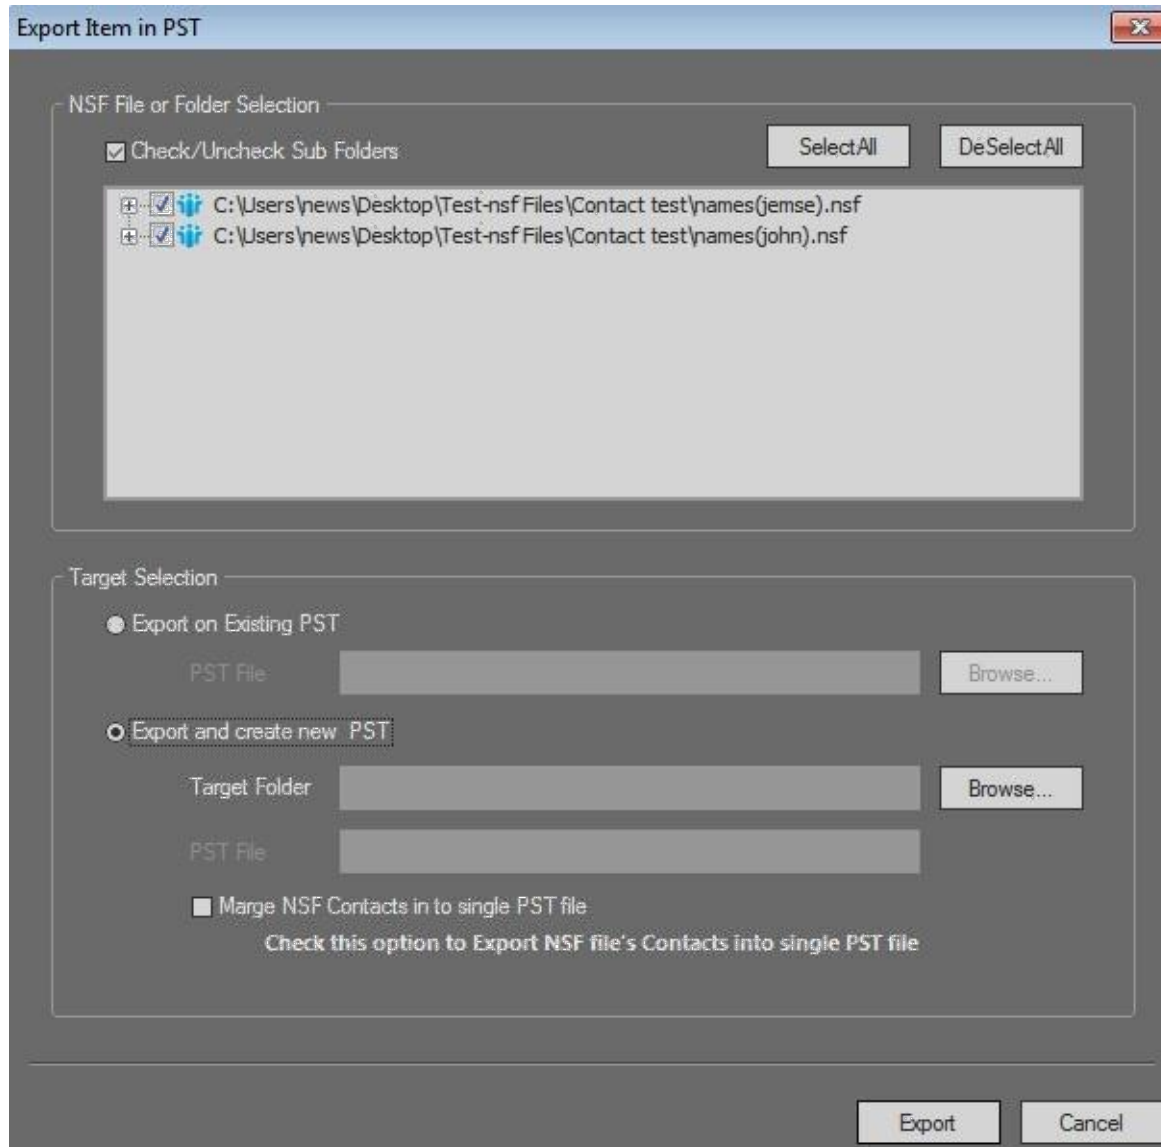 Export Item in PST
NSF File or Folder Selection
Check/Uncheck Sub Folders
SelectAll
DeSelectAll
C:\Users\news\Desktop\Test-nsf Files\Contact test\names(jemse).nsf
C:\Users\news\Desktop\Test-nsf Files\Contact test\names(john).nsf
Target Selection
Export on Existing PST
PST File
Browse...
Export and create new PST
Target Folder
Browse...
PST File
Marge NSF Contacts in to single PST file
Check this option to Export NSF file's Contacts into single PST file
Export
Cancel